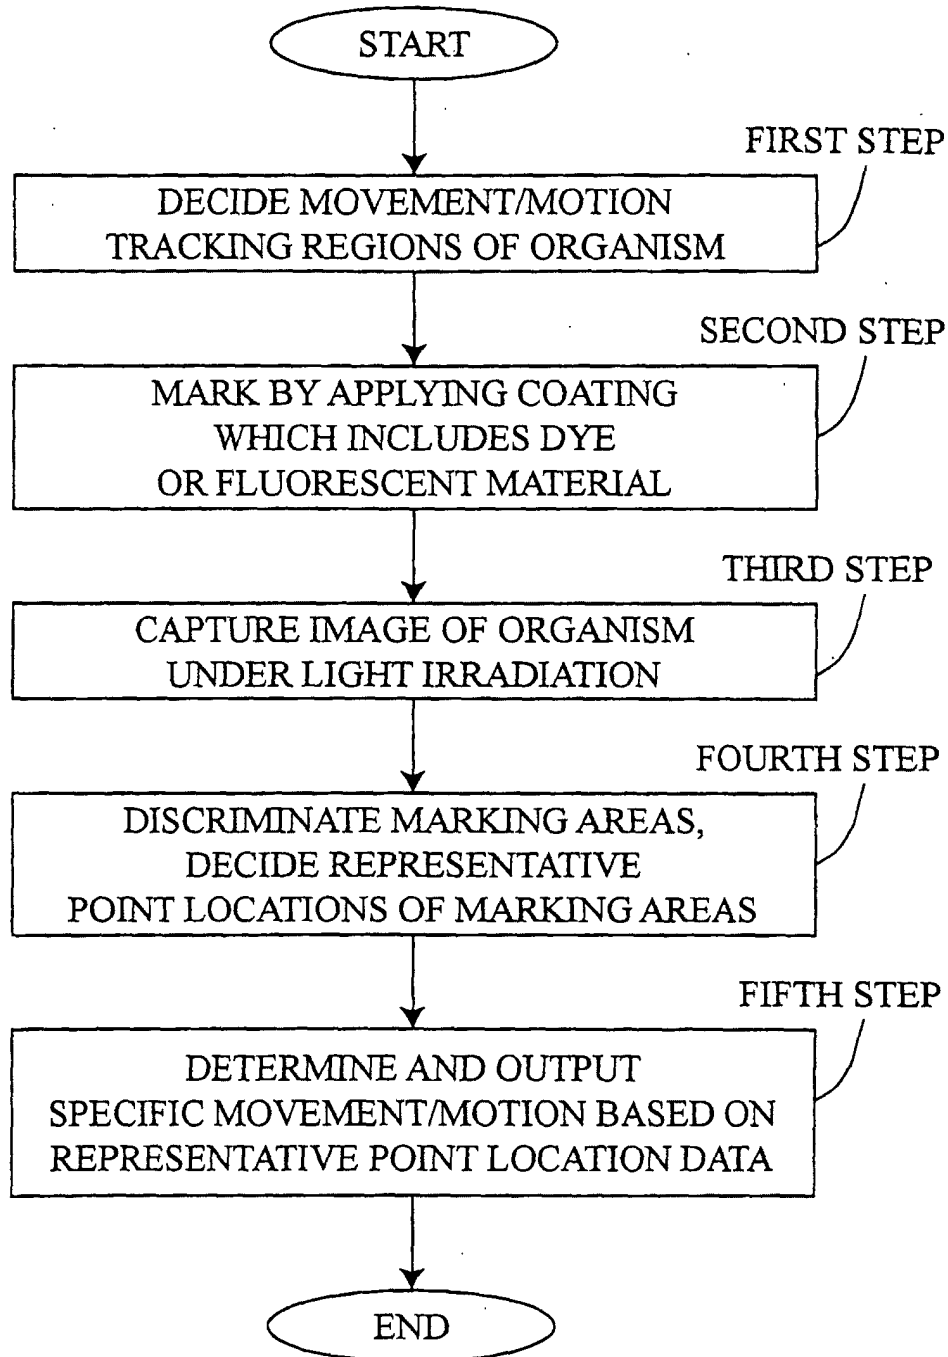 START
FIRST STEP
DECIDE MOVEMENT/MOTION
TRACKING REGIONS OF ORGANISM
SECOND STEP
MARK BY APPLYING COATING
WHICH INCLUDES DYE
OR FLUORESCENT MATERIAL
THIRD STEP
CAPTURE IMAGE OF ORGANISM
UNDER LIGHT IRRADIATION
FOURTH STEP
DISCRIMINATE MARKING AREAS,
DECIDE REPRESENTATIVE
POINT LOCATIONS OF MARKING AREAS
FIFTH STEP
DETERMINE AND OUTPUT
SPECIFIC MOVEMENT/MOTION BASED ON
REPRESENTATIVE POINT LOCATION DATA
END